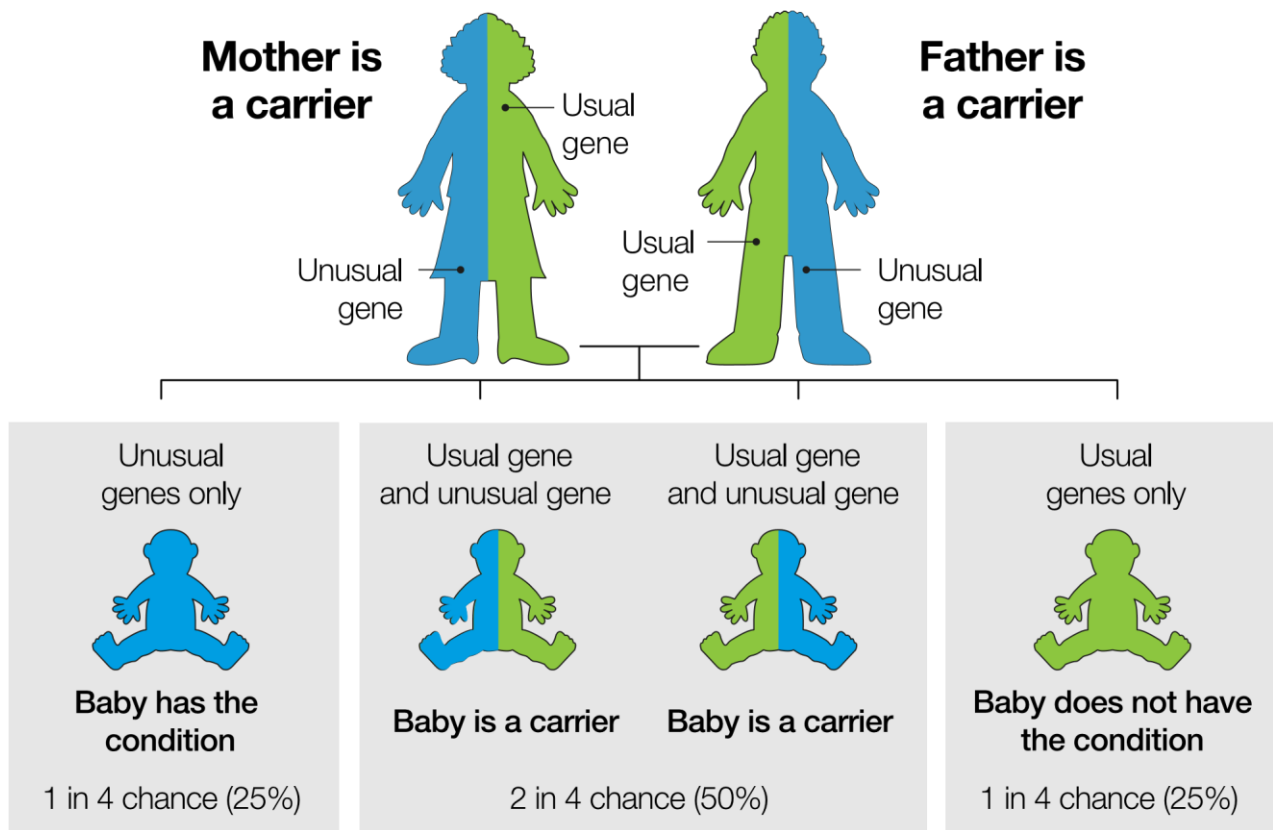 Mother is
a carrier
Usual
gene
Unusual
gene
Father is
a carrier
Usual
gene
Unusual
gene
Unusual
genes only
Baby has the
condition
1 in 4 chance (25%)
Usual gene
and unusual gene
Baby is a carrier
Usual gene
and unusual gene
Baby is a carrier
2 in 4 chance (50%)
Usual
genes only
Baby does not have
the condition
1 in 4 chance (25%)